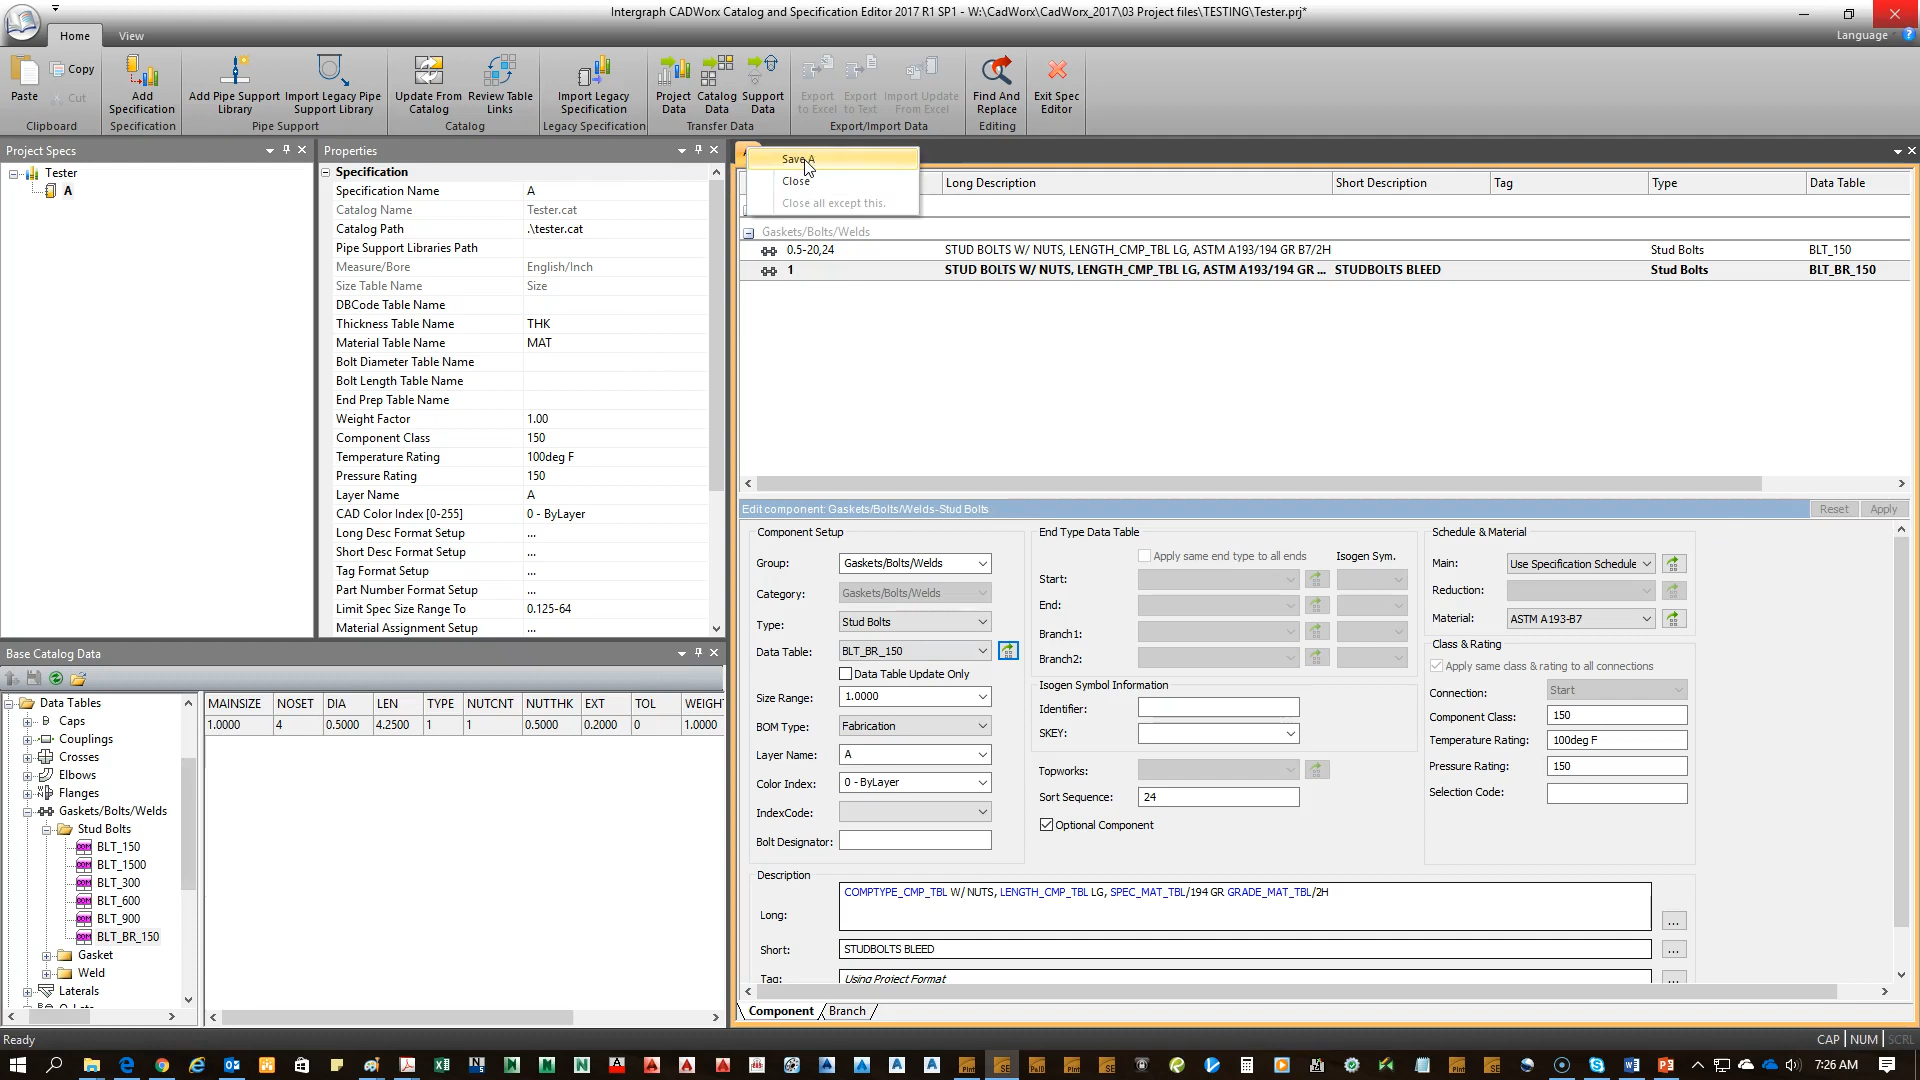 Intergraph CADWorx Catalog and Specification Editor 2017 R1 SP1 - W:\CadWorx\CadWorx_2017\03 Project files\TESTING\Tester.prj*
Home
View
Language
Paste
Copy
Cut
Clipboard
Add Specification
Specification
Add Pipe Support Library
Import Legacy Pipe Support Library
Pipe Support
Update From Catalog
Review Table Links
Catalog
Import Legacy Specification
Legacy Specification
Project Data
Catalog Data
Support Data
Transfer Data
Export to Excel
Export to Text
Import Update From Excel
Export/Import Data
Find And Replace
Editing
Exit Spec Editor
Project Specs
Tester
A
Properties
Specification
Specification Name A
Catalog Name Tester.cat
Catalog Path .\tester.cat
Pipe Support Libraries Path
Measure/Bore English/Inch
Size Table Name Size
DBCode Table Name
Thickness Table Name THK
Material Table Name MAT
Bolt Diameter Table Name
Bolt Length Table Name
End Prep Table Name
Weight Factor 1.00
Component Class 150
Temperature Rating 100deg F
Pressure Rating 150
Layer Name A
CAD Color Index [0-255] 0 - ByLayer
Long Desc Format Setup ...
Short Desc Format Setup ...
Tag Format Setup ...
Part Number Format Setup ...
Limit Spec Size Range To 0.125-64
Material Assignment Setup ...
Save A
Close
Close all except this.
Long Description Short Description Tag Type Data Table
Gaskets/Bolts/Welds
0.5-20,24 STUD BOLTS W/ NUTS, LENGTH_CMP_TBL LG, ASTM A193/194 GR B7/2H Stud Bolts BLT_150
1 STUD BOLTS W/ NUTS, LENGTH_CMP_TBL LG, ASTM A193/194 GR ... STUDBOLTS BLEED Stud Bolts BLT_BR_150
Edit component: Gaskets/Bolts/Welds-Stud Bolts
Reset
Apply
Component Setup
Group: Gaskets/Bolts/Welds
Category: Gaskets/Bolts/Welds
Type: Stud Bolts
Data Table: BLT_BR_150
Data Table Update Only
Size Range: 1.0000
BOM Type: Fabrication
Layer Name: A
Color Index: 0 - ByLayer
IndexCode:
Bolt Designator:
End Type Data Table
Apply same end type to all ends Isogen Sym.
Start:
End:
Branch1:
Branch2:
Isogen Symbol Information
Identifier:
SKEY:
Topworks:
Sort Sequence: 24
Optional Component
Schedule & Material
Main: Use Specification Schedule
Reduction:
Material: ASTM A193-B7
Class & Rating
Apply same class & rating to all connections
Connection: Start
Component Class: 150
Temperature Rating: 100deg F
Pressure Rating: 150
Selection Code:
Description
Long: COMPTYPE_CMP_TBL W/ NUTS, LENGTH_CMP_TBL LG, SPEC_MAT_TBL/194 GR GRADE_MAT_TBL/2H
...
Short: STUDBOLTS BLEED ...
Tag: Using Project Format ...
Component
Branch
Base Catalog Data
Data Tables
Caps
Couplings
Crosses
Elbows
Flanges
Gaskets/Bolts/Welds
Stud Bolts
BLT_150
BLT_1500
BLT_300
BLT_600
BLT_900
BLT_BR_150
Gasket
Weld
Laterals
MAINSIZE NOSET DIA LEN TYPE NUTCNT NUTTHK EXT TOL WEIGH
1.0000 4 0.5000 4.2500 1 1 0.5000 0.2000 0 1.0000
Ready
CAP NUM SCRL
7:26 AM